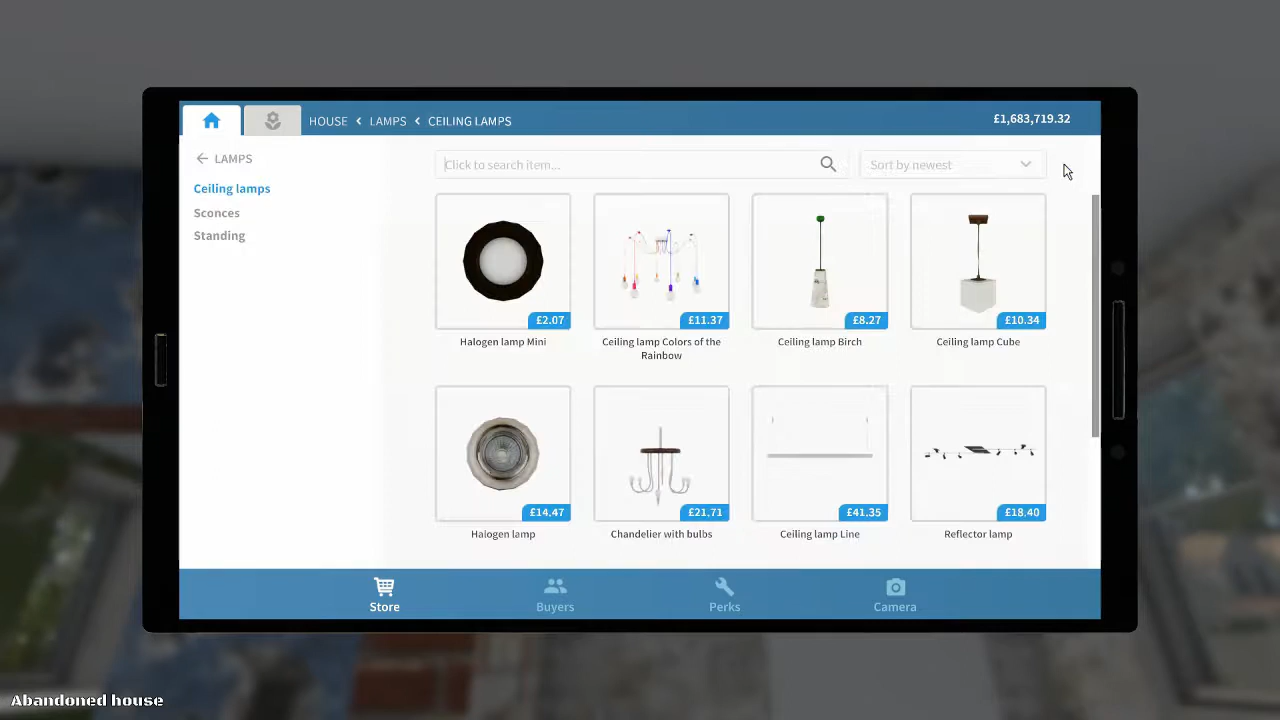 HOUSE < LAMPS < CEILING LAMPS
£1,683,719.32
LAMPS
Ceiling lamps
Sconces
Standing
Click to search item...
Sort by newest
£2.07
£11.37
£8.27
£10.34
Halogen lamp Mini
Ceiling lamp Colors of the
Rainbow
Ceiling lamp Birch
Ceiling lamp Cube
£14.47
£21,71
£41.35
£18.40
Halogen lamp
Chandelier with bulbs
Ceiling lamp Line
Reflector lamp
Store
Buyers
Perks
Camera
Abandoned house